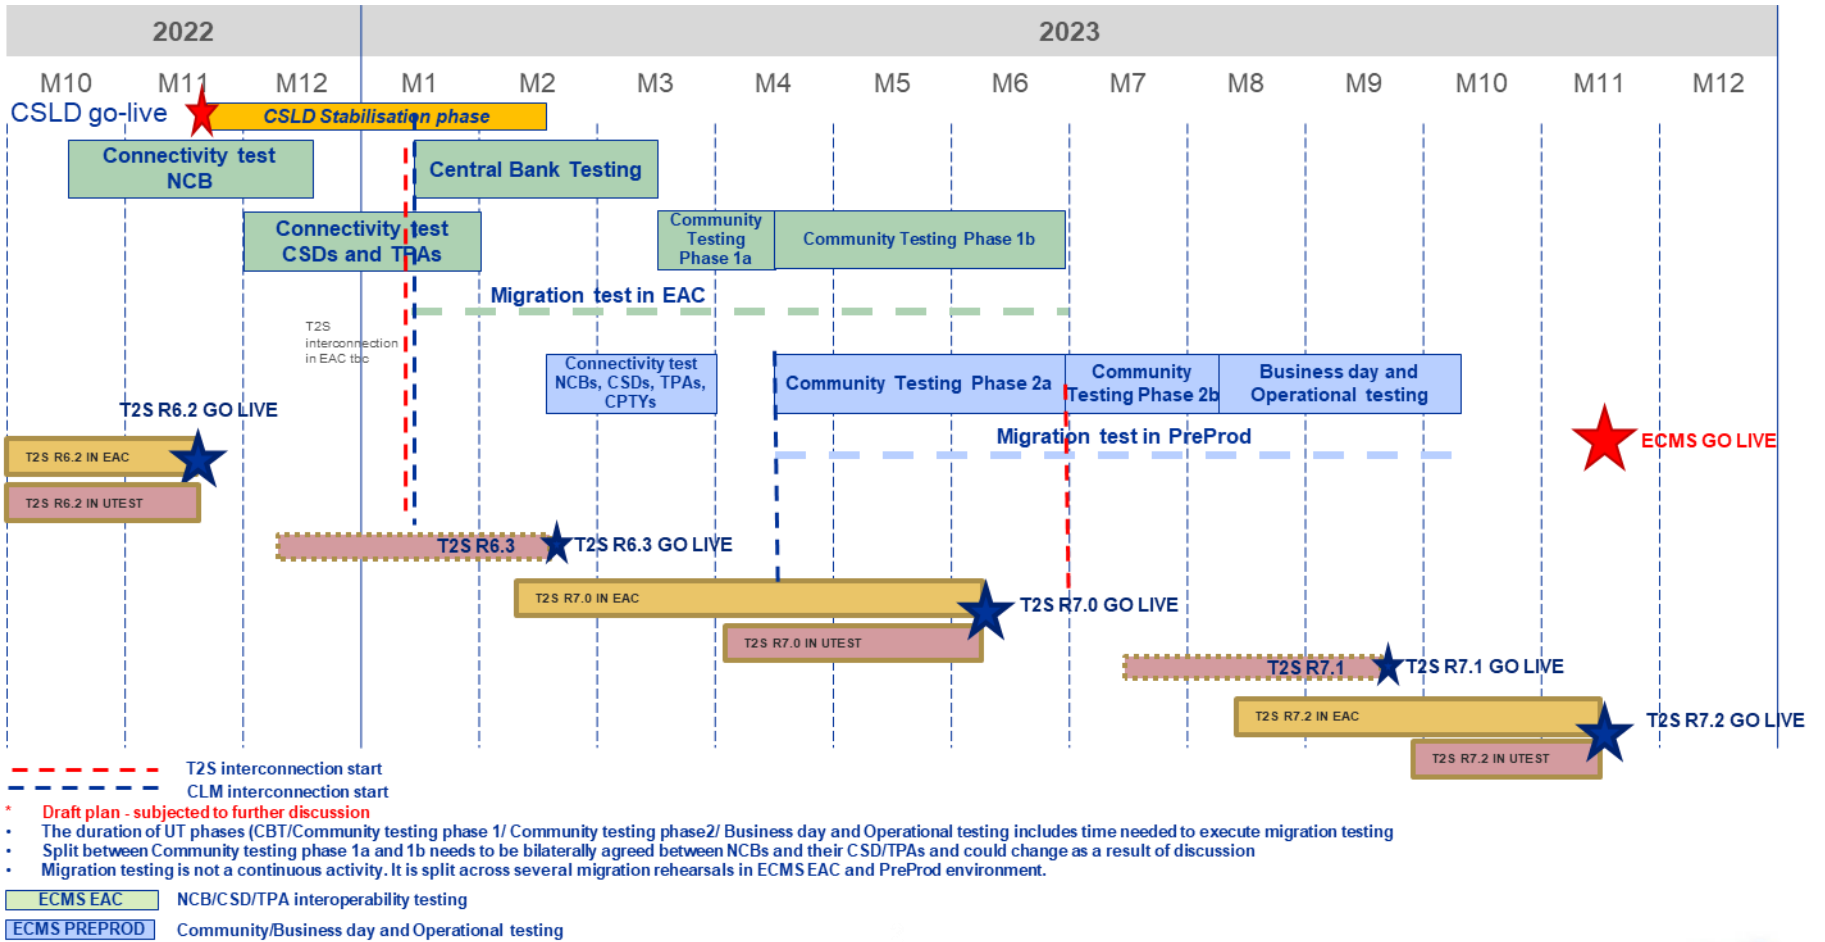 2022
2023
M10 M11 M12 M1 M2 M3 M4 M5 M6 M7 M8 M9 M10 M11 M12
CSLD go-live
CSLD Stabilisation phase
Connectivity test
NCB
Central Bank Testing
Connectivity test
CSDs and TPAs
Community
Testing
Phase 1a
Community Testing Phase 1b
Migration test in EAC
T2S
interconnection
in EAC tbc
Connectivity test
NCBs, CSDs, TPAs,
CPTYs
Community Testing Phase 2a
Community
Testing Phase 2b
Business day and
Operational testing
Migration test in PreProd
ECMS GO LIVE
T2S R6.2 GO LIVE
T2S R6.2 IN EAC
T2S R6.2 IN UTEST
T2S R6.3
T2S R6.3 GO LIVE
T2S R7.0 IN EAC
T2S R7.0 GO LIVE
T2S R7.0 IN UTEST
T2S R7.1
T2S R7.1 GO LIVE
T2S R7.2 IN EAC
T2S R7.2 GO LIVE
T2S R7.2 IN UTEST
T2S interconnection start
CLM interconnection start
* Draft plan - subjected to further discussion
• The duration of UT phases (CBT/Community testing phase 1/ Community testing phase2/ Business day and Operational testing includes time needed to execute migration testing
• Split between Community testing phase 1a and 1b needs to be bilaterally agreed between NCBs and their CSD/TPAs and could change as a result of discussion
• Migration testing is not a continuous activity. It is split across several migration rehearsals in ECMS EAC and PreProd environment.
ECMS EAC NCB/CSD/TPA interoperability testing
ECMS PREPROD Community/Business day and Operational testing